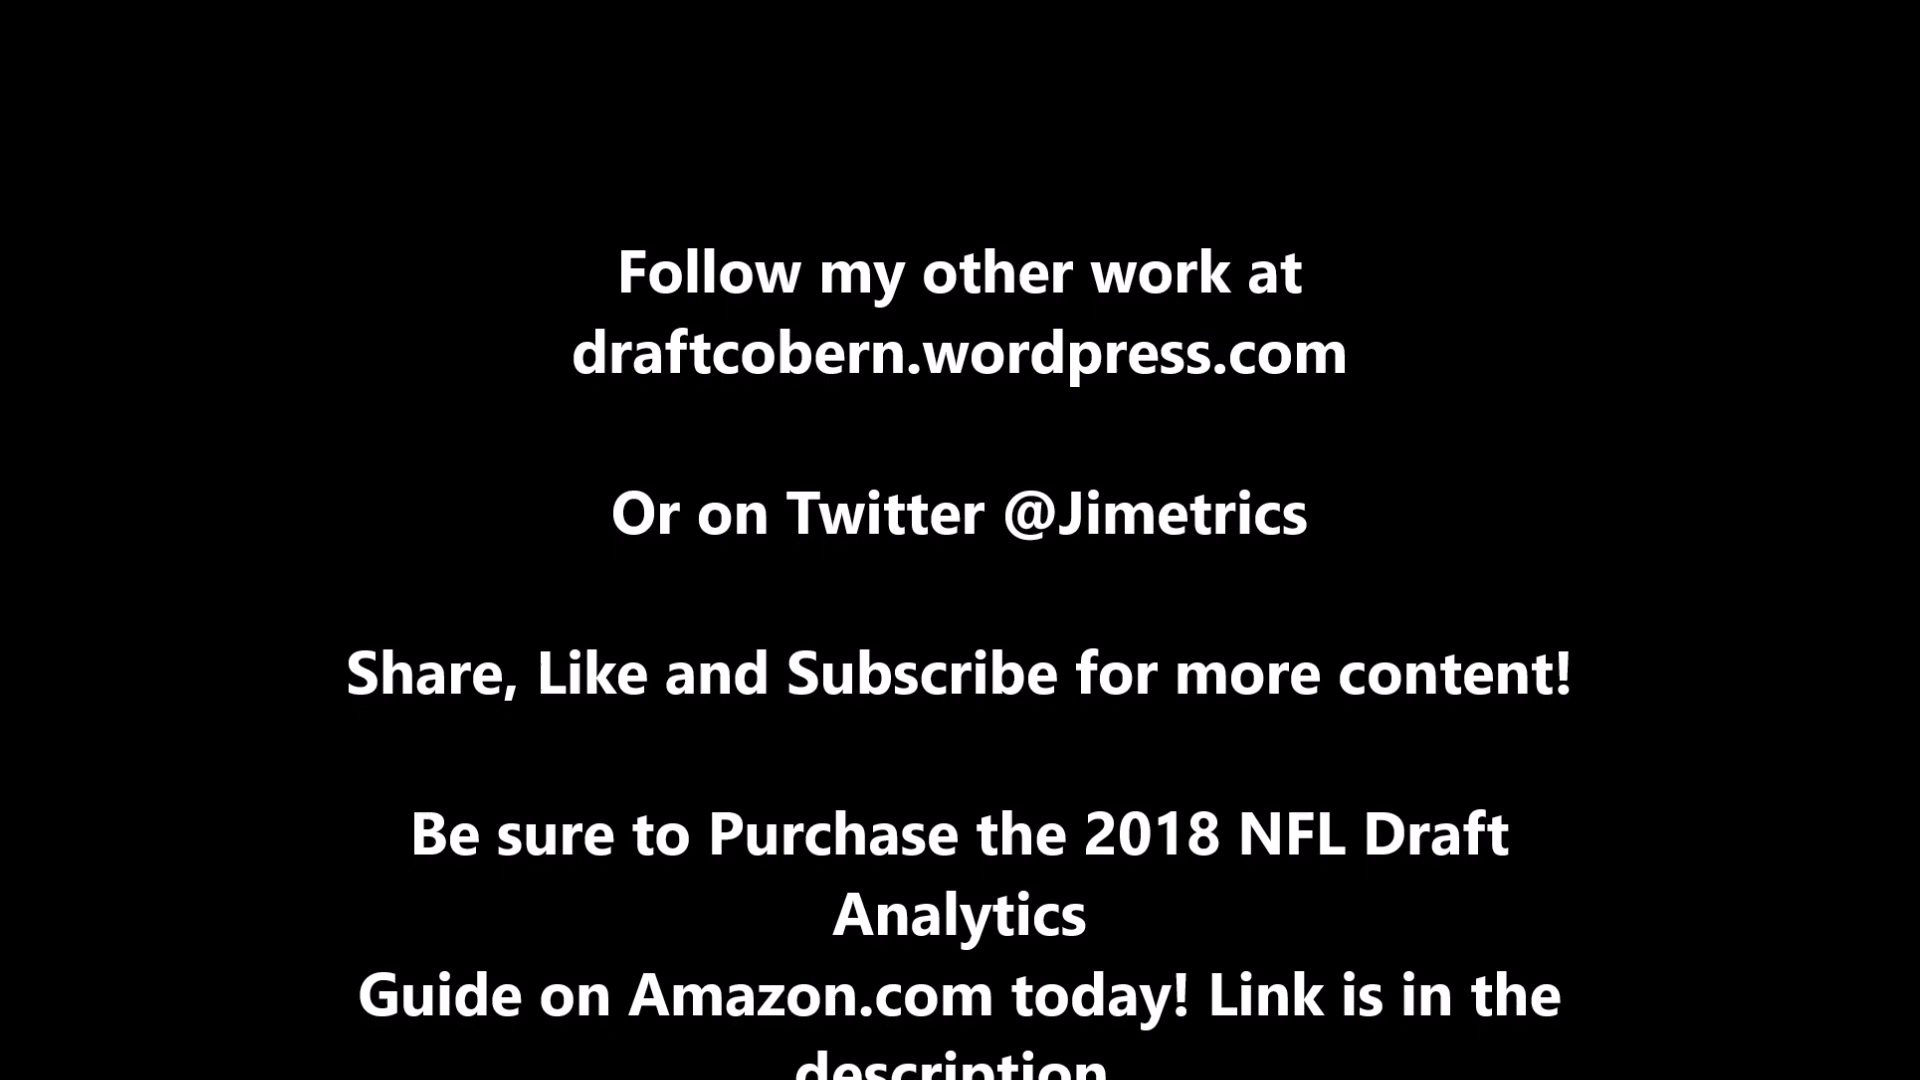 Follow my other work at
draftcobern.wordpress.com
Or on Twitter @Jimetrics
Share, Like and Subscribe for more content!
Be sure to Purchase the 2018 NFL Draft
Analytics
Guide on Amazon.com today! Link is in the
description